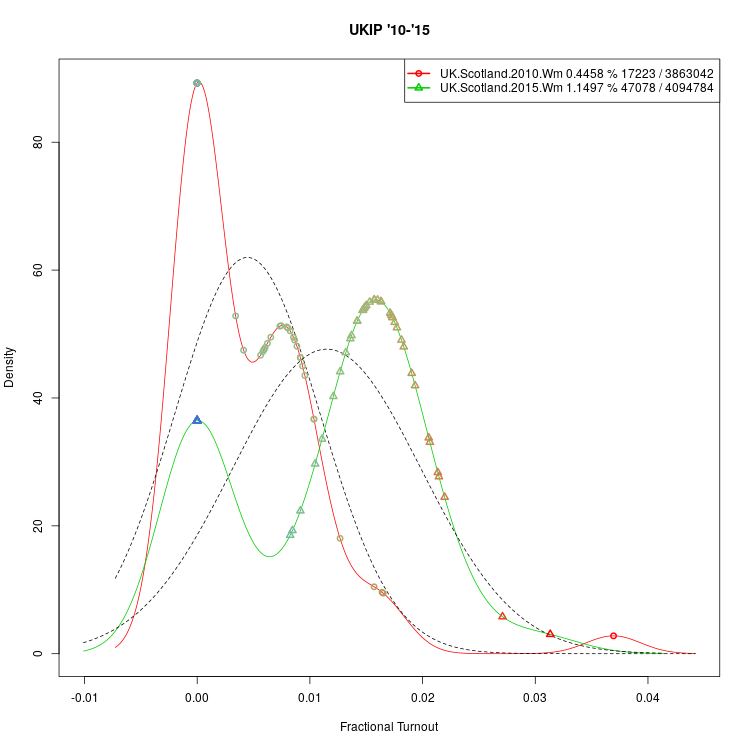 UKIP '10-'15
UK.Scotland.2010.Wm 0.4458 % 17223 / 3863042
UK.Scotland.2015.Wm 1.1497 % 47078 / 4094784
Density
80
60
40
20
0
-0.01 0.00 0.01 0.02 0.03 0.04
Fractional Turnout